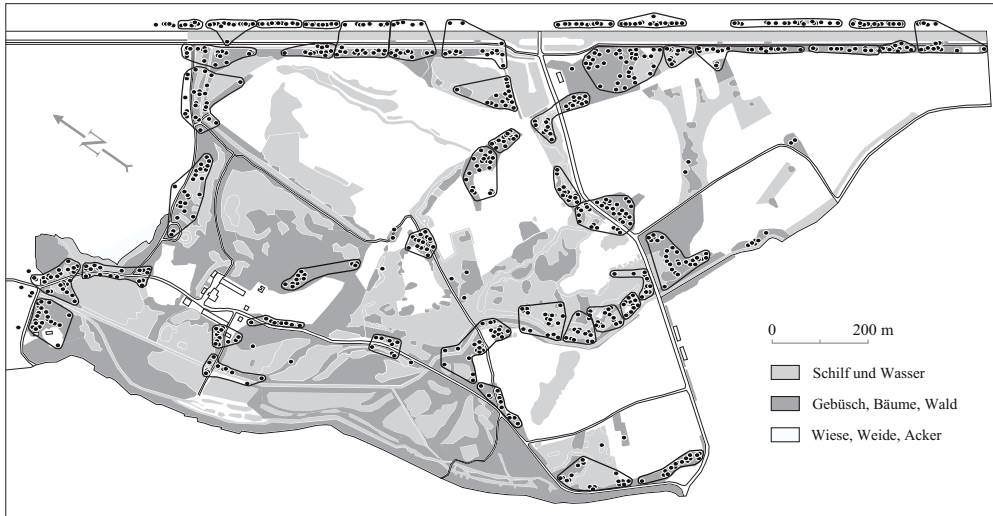 N
0 200 m
Schilf und Wasser
Gebüsch, Bäume, Wald
Wiese, Weide, Acker